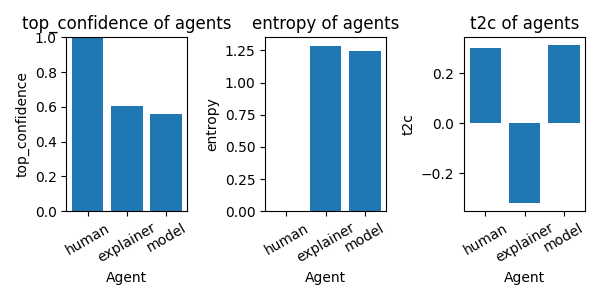 top_confidence of agents
1.0
0.8
0.6
0.4
0.2
0.0
top_confidence
human
explainer
model
Agent
entropy of agents
1.25
1.00
0.75
0.50
0.25
0.00
entropy
human
explainer
model
Agent
t2c of agents
0.2
0.0
−0.2
t2c
human
explainer
model
Agent